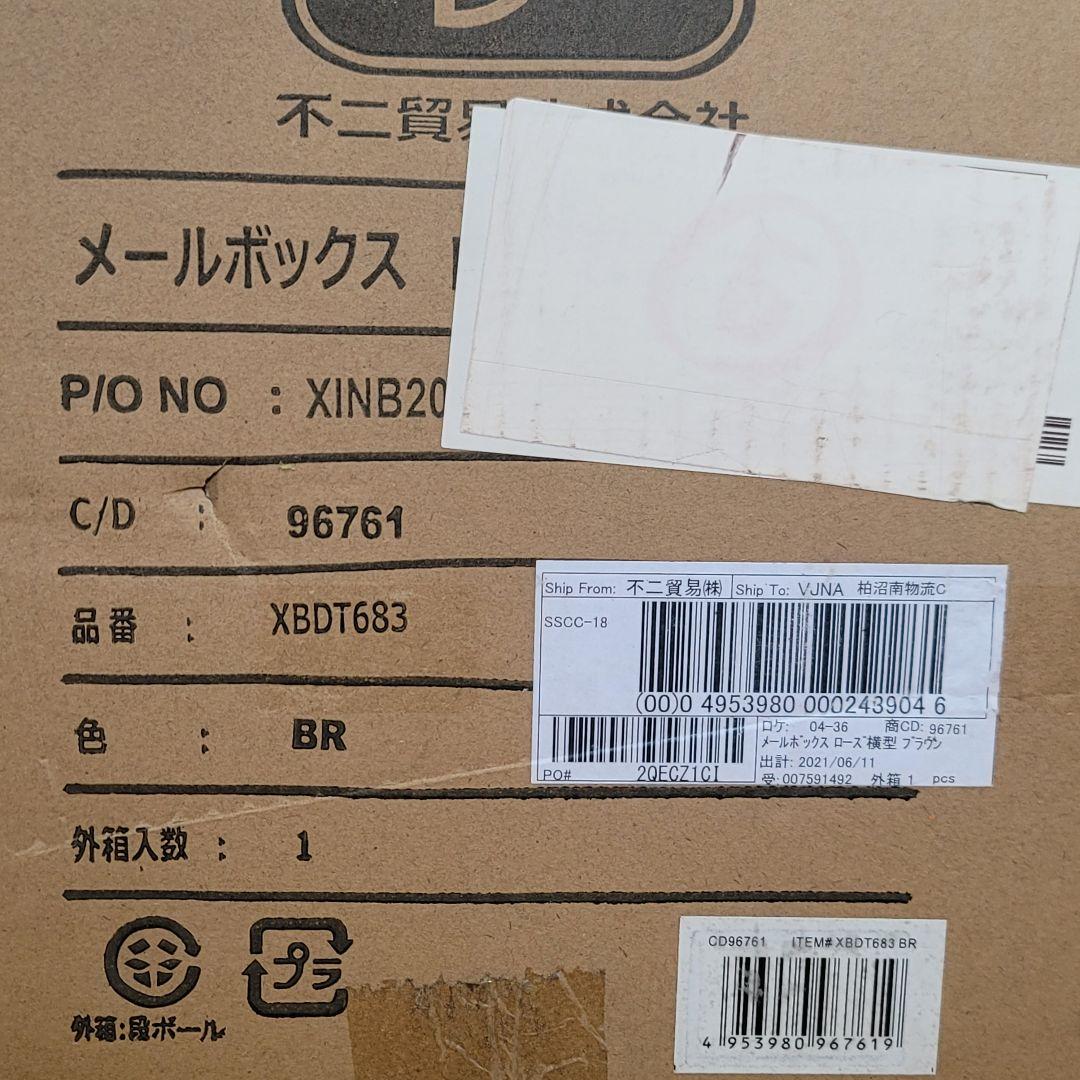 不二貿易株式会社
メールボックス
P/O NO : XINB20
C/D : 96761
品番 : XBDT683
色 : BR
外箱入数 : 1
プラ
外箱:段ボール
Ship From: 不二貿易㈱ Ship To: VJNA 柏沼南物流C
SSCC-18
(00)0 4953980 000243904 6
ロケ: 04-36 商CD: 96761
メールボックス ローズ横型 ブラウン
出計: 2021/06/11
PO# 2QECZ1CI
受:007591492 外箱 1 pcs
CD96761 ITEM# XBDT683 BR
4 953980 967619